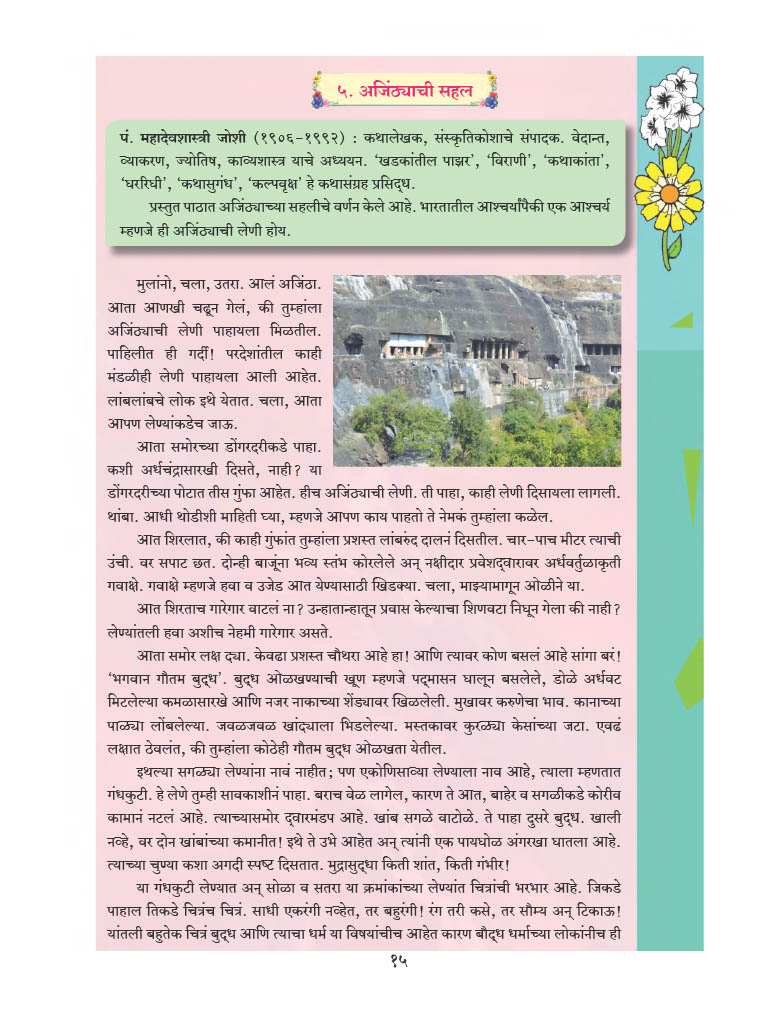 ५. अजिंठ्याची सहल
पं. महादेवशास्त्री जोशी (१९०६-१९९२) : कथालेखक, संस्कृतिकोशाचे संपादक. वेदान्त,
व्याकरण, ज्योतिष, काव्यशास्त्र याचे अध्ययन. ‘खडकांतील पाझर’, ‘विराणी’, ‘कथाकांता’,
‘घररिघी’, ‘कथासुगंध’, ‘कल्पवृक्ष’ हे कथासंग्रह प्रसिद्ध.
प्रस्तुत पाठात अजिंठ्याच्या सहलीचे वर्णन केले आहे. भारतातील आश्चर्यांपैकी एक आश्चर्य
म्हणजे ही अजिंठ्याची लेणी होय.
मुलांनो, चला, उतरा. आलं अजिंठा.
आता आणखी चढून गेलं, की तुम्हांला
अजिंठ्याची लेणी पाहायला मिळतील.
पाहिलीत ही गर्दी! परदेशांतील काही
मंडळीही लेणी पाहायला आली आहेत.
लांबलांबचे लोक इथे येतात. चला, आता
आपण लेण्यांकडेच जाऊ.
आता समोरच्या डोंगरदरीकडे पाहा.
कशी अर्धचंद्रासारखी दिसते, नाही? या
डोंगरदरीच्या पोटात तीस गुंफा आहेत. हीच अजिंठ्याची लेणी. ती पाहा, काही लेणी दिसायला लागली.
थांबा. आधी थोडीशी माहिती घ्या, म्हणजे आपण काय पाहतो ते नेमकं तुम्हांला कळेल.
आत शिरलात, की काही गुंफांत तुम्हांला प्रशस्त लांबरुंद दालनं दिसतील. चार-पाच मीटर त्याची
उंची. वर सपाट छत. दोन्ही बाजूंना भव्य स्तंभ कोरलेले अन् नक्षीदार प्रवेशद्वारावर अर्धवर्तुळाकृती
गवाक्षे. गवाक्षे म्हणजे हवा व उजेड आत येण्यासाठी खिडक्या. चला, माझ्यामागून ओळीने या.
आत शिरताच गारेगार वाटलं ना? उन्हातान्हातून प्रवास केल्याचा शिणवटा निघून गेला की नाही?
लेण्यांतली हवा अशीच नेहमी गारेगार असते.
आता समोर लक्ष द्या. केवढा प्रशस्त चौथरा आहे हा! आणि त्यावर कोण बसलं आहे सांगा बरं!
‘भगवान गौतम बुद्ध’. बुद्ध ओळखण्याची खूण म्हणजे पद्मासन घालून बसलेले, डोळे अर्धवट
मिटलेल्या कमळासारखे आणि नजर नाकाच्या शेंड्यावर खिळलेली. मुखावर करुणेचा भाव. कानाच्या
पाळ्या लोंबलेल्या. जवळजवळ खांद्याला भिडलेल्या. मस्तकावर कुरळ्या केसांच्या जटा. एवढं
लक्षात ठेवलंत, की तुम्हांला कोठेही गौतम बुद्ध ओळखता येतील.
इथल्या सगळ्या लेण्यांना नावं नाहीत; पण एकोणिसाव्या लेण्याला नाव आहे, त्याला म्हणतात
गंधकुटी. हे लेणे तुम्ही सावकाशीनं पाहा. बराच वेळ लागेल, कारण ते आत, बाहेर व सगळीकडे कोरीव
कामानं नटलं आहे. त्याच्यासमोर द्वारमंडप आहे. खांब सगळे वाटोळे. ते पाहा दुसरे बुद्ध. खाली
नव्हे, वर दोन खांबांच्या कमानीत! इथे ते उभे आहेत अन् त्यांनी एक पायघोळ अंगरखा घातला आहे.
त्याच्या चुण्या कशा अगदी स्पष्ट दिसतात. मुद्रासुद्धा किती शांत, किती गंभीर!
या गंधकुटी लेण्यात अन् सोळा व सतरा या क्रमांकांच्या लेण्यांत चित्रांची भरभार आहे. जिकडे
पाहाल तिकडे चित्रंच चित्रं. साधी एकरंगी नव्हेत, तर बहुरंगी! रंग तरी कसे, तर सौम्य अन् टिकाऊ!
यांतली बहुतेक चित्रं बुद्ध आणि त्याचा धर्म या विषयांचीच आहेत कारण बौद्ध धर्माच्या लोकांनीच ही
१५